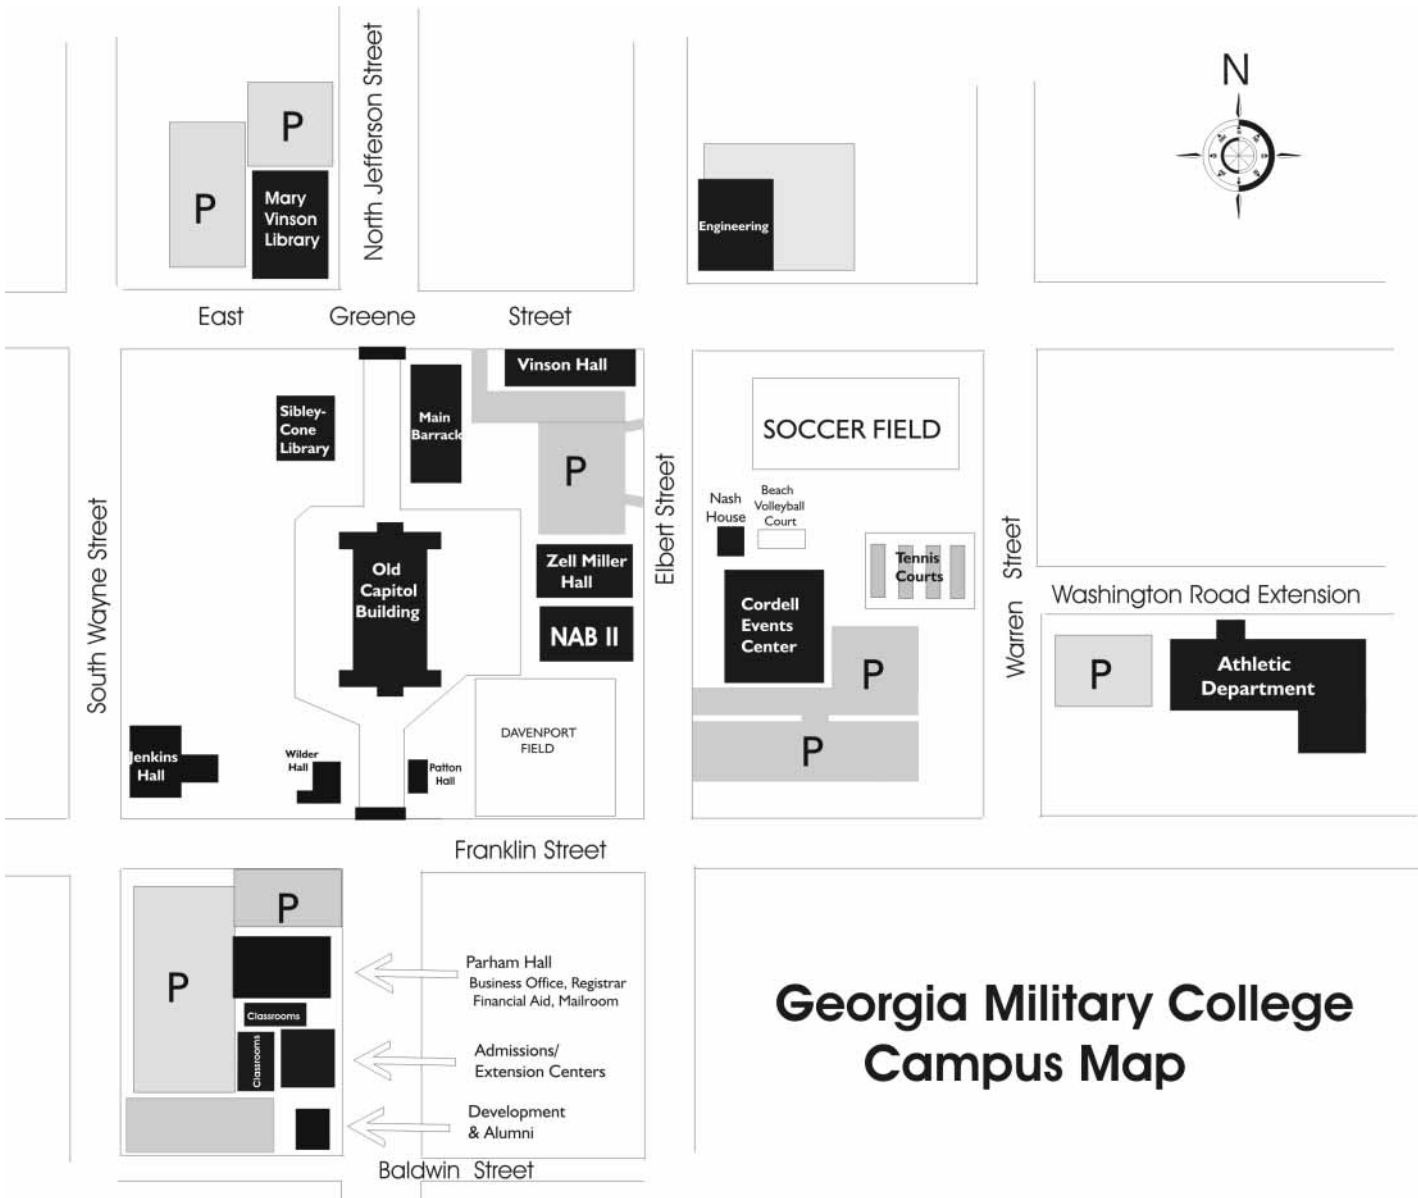 N
North Jefferson Street
P
P
Mary
Vinson
Library
Engineering
East Greene Street
Vinson Hall
Sibley-
Cone
Library
Main
Barrack
P
SOCCER FIELD
South Wayne Street
Elbert Street
Nash
House
Beach
Volleyball
Court
Warren Street
Old
Capitol
Building
Zell Miller
Hall
Tennis
Courts
Washington Road Extension
Cordell
Events
Center
NAB II
P
P
Athletic
Department
DAVENPORT
FIELD
P
Jenkins
Hall
Wilder
Hall
Patton
Hall
Franklin Street
P
P
Parham Hall
Business Office, Registrar
Financial Aid, Mailroom
Classrooms
Classrooms
Admissions/
Extension Centers
Development
& Alumni
Baldwin Street
Georgia Military College
Campus Map